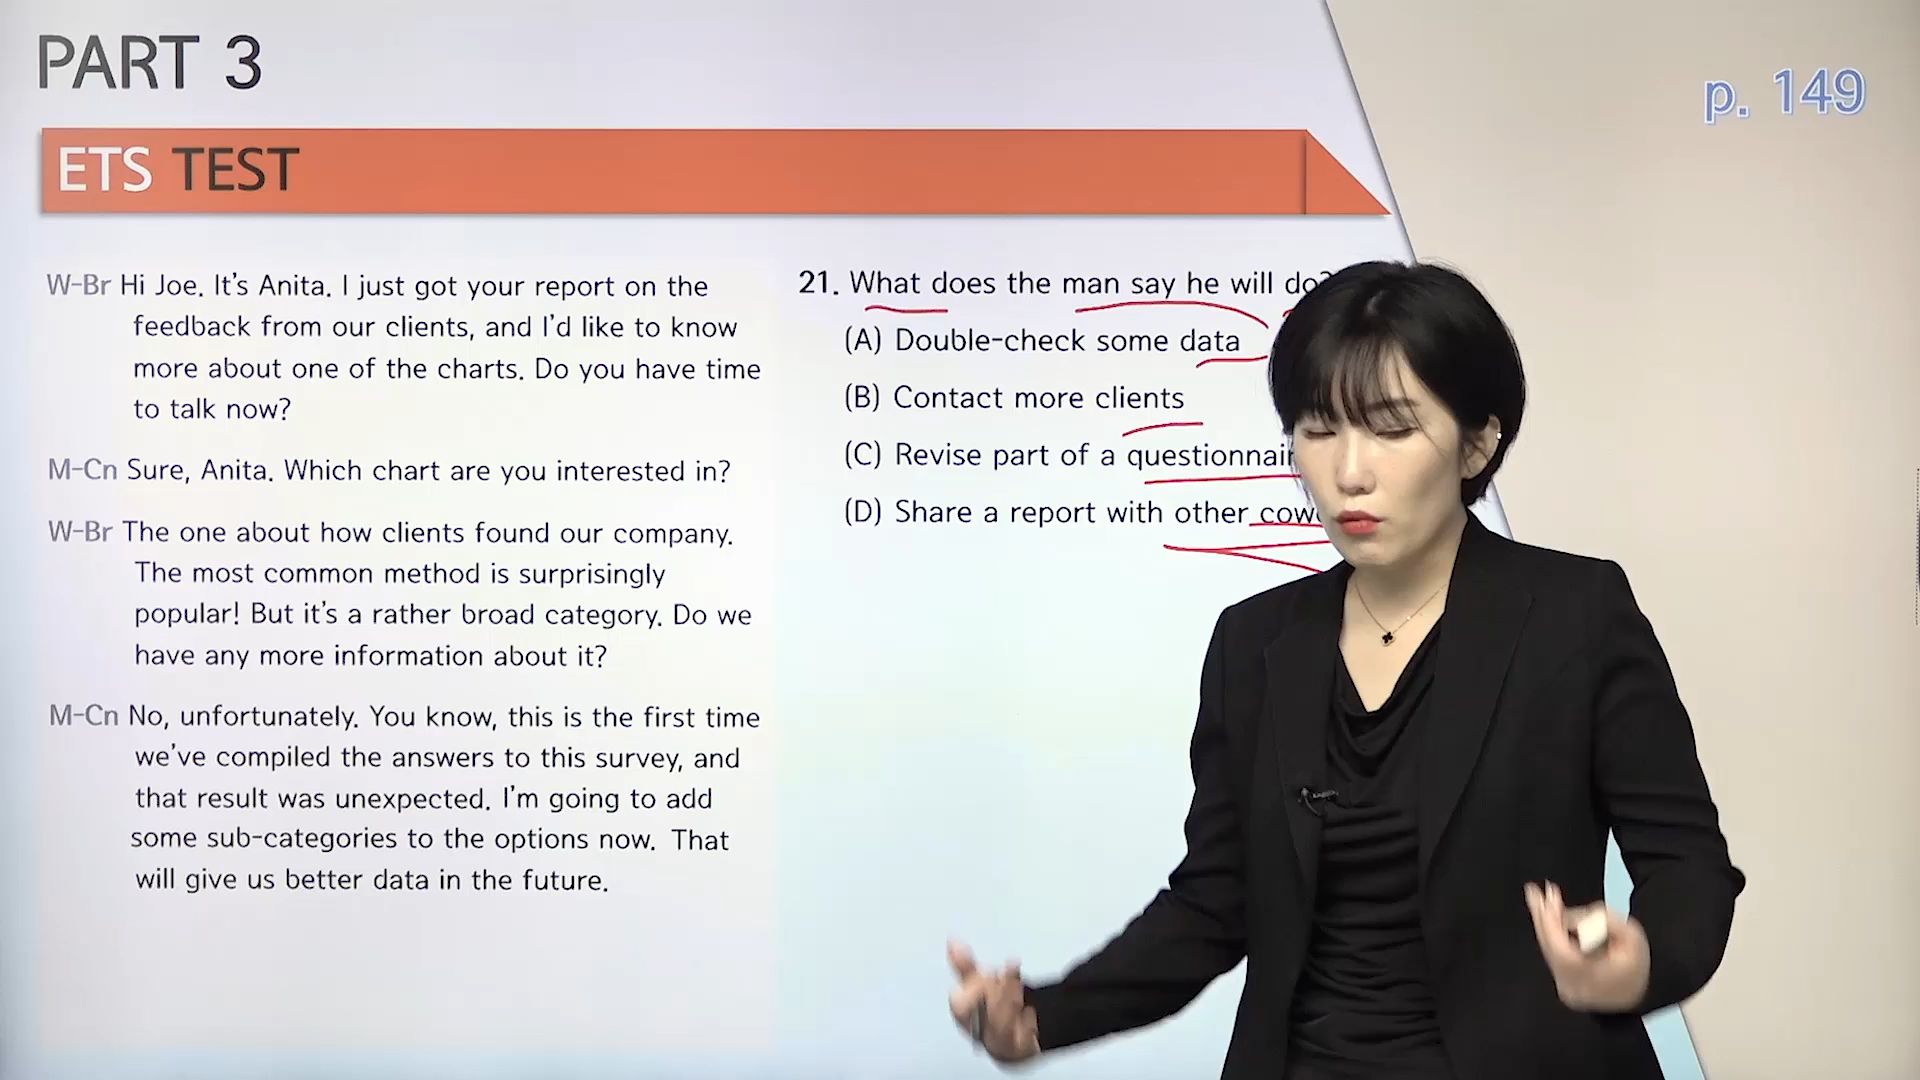 PART 3
p. 149
ETS TEST
W-Br Hi Joe. It's Anita. I just got your report on the
feedback from our clients, and I'd like to know
more about one of the charts. Do you have time
to talk now?
M-Cn Sure, Anita. Which chart are you interested in?
W-Br The one about how clients found our company.
The most common method is surprisingly
popular! But it's a rather broad category. Do we
have any more information about it?
M-Cn No, unfortunately. You know, this is the first time
we've compiled the answers to this survey, and
that result was unexpected. I'm going to add
some sub-categories to the options now. That
will give us better data in the future.
21. What does the man say he will do?
(A) Double-check some data
(B) Contact more clients
(C) Revise part of a
(D) Share a report with other